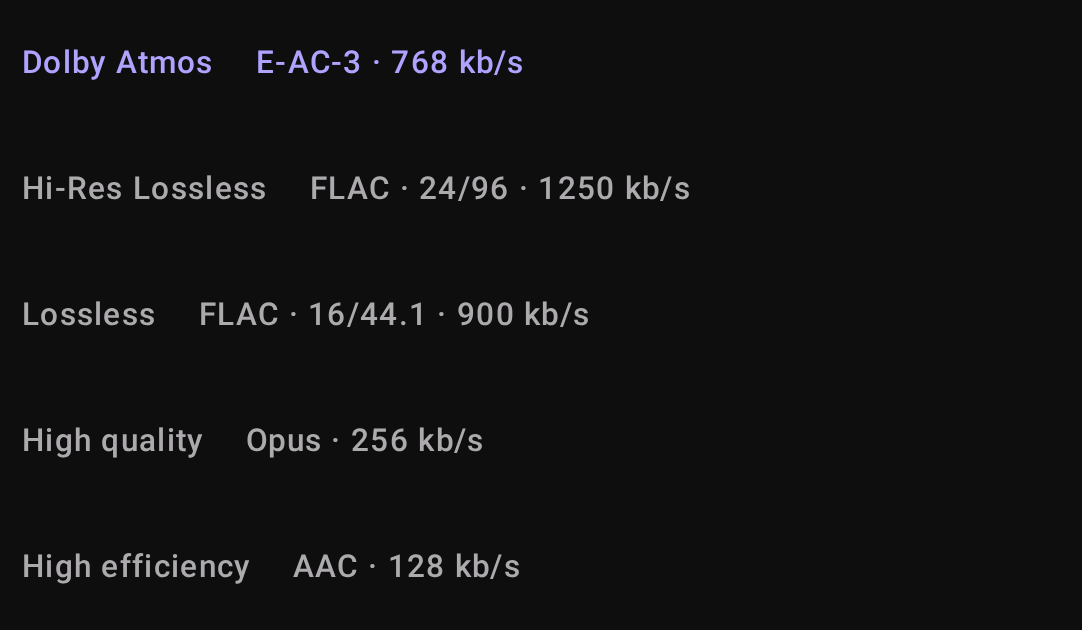 Dolby Atmos E-AC-3 · 768 kb/s
Hi-Res Lossless FLAC · 24/96 · 1250 kb/s
Lossless FLAC · 16/44.1 · 900 kb/s
High quality Opus · 256 kb/s
High efficiency AAC · 128 kb/s